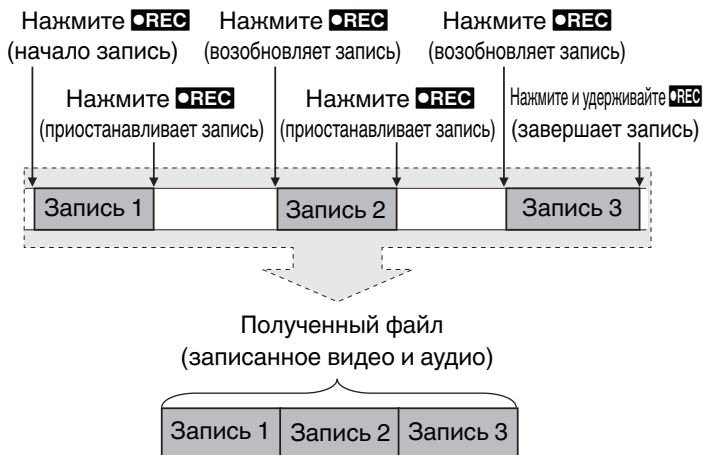 Нажмите ●REC
(начало запись)
Нажмите ●REC
(возобновляет запись)
Нажмите ●REC
(возобновляет запись)
Нажмите ●REC
(приостанавливает запись)
Нажмите ●REC
(приостанавливает запись)
Нажмите и удерживайте ●REC
(завершает запись)
Запись 1
Запись 2
Запись 3
Полученный файл
(записанное видео и аудио)
Запись 1
Запись 2
Запись 3